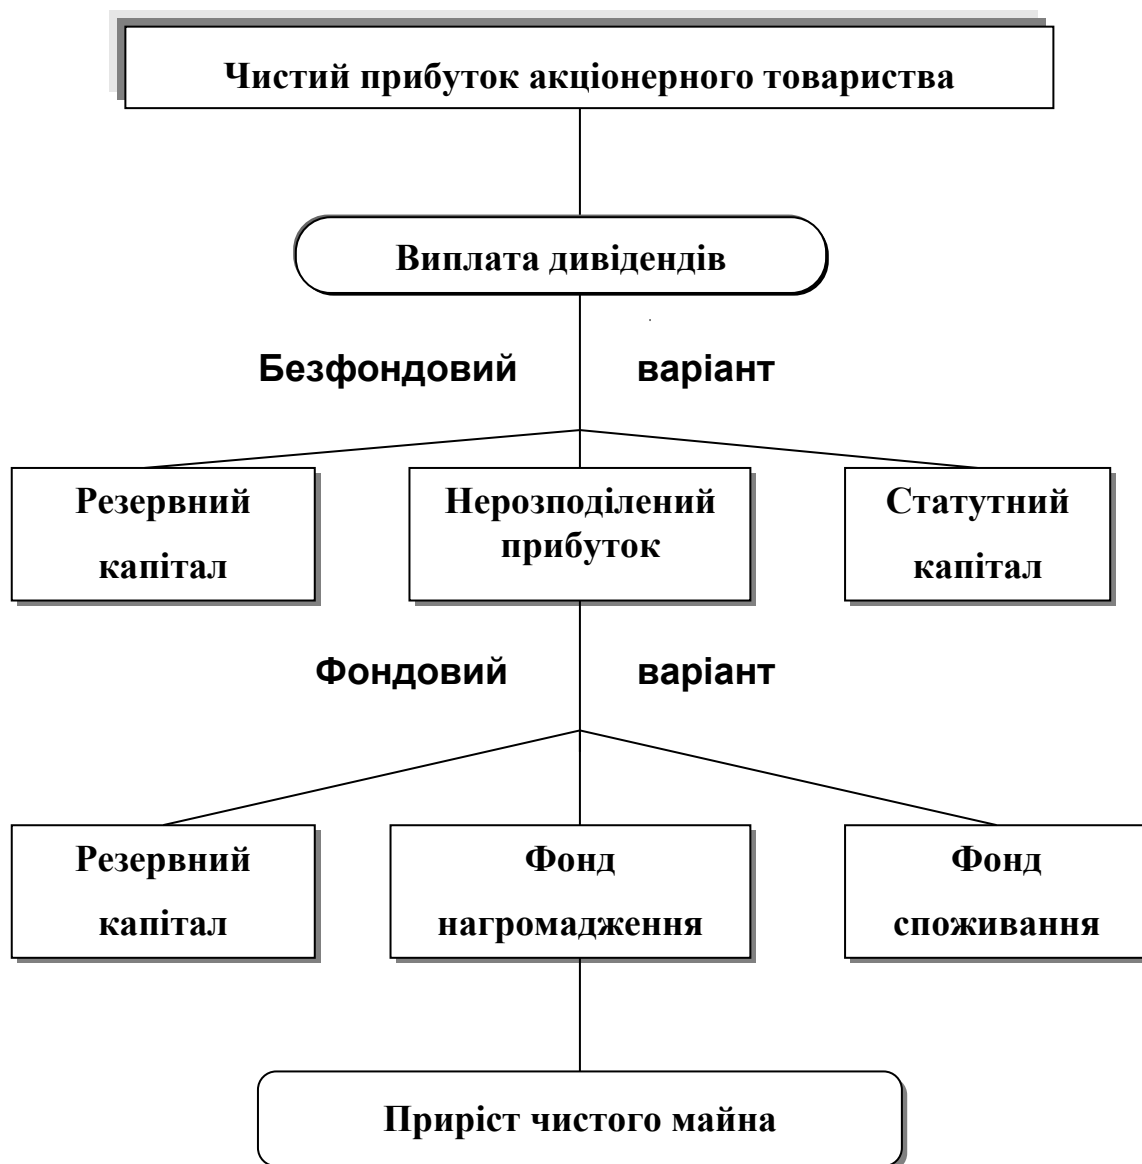 Чистий прибуток акціонерного товариства
Виплата дивідендів
Безфондовий варіант
Резервний
капітал
Нерозподілений
прибуток
Статутний
капітал
Фондовий варіант
Резервний
капітал
Фонд
нагромадження
Фонд
споживання
Приріст чистого майна